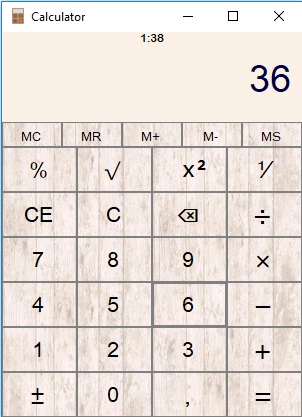 Calculator
1:38
36
MC MR M+ M- MS
% √ x² ⅟
CE C ⌫ ÷
7 8 9 ×
4 5 6 −
1 2 3 +
± 0 , =